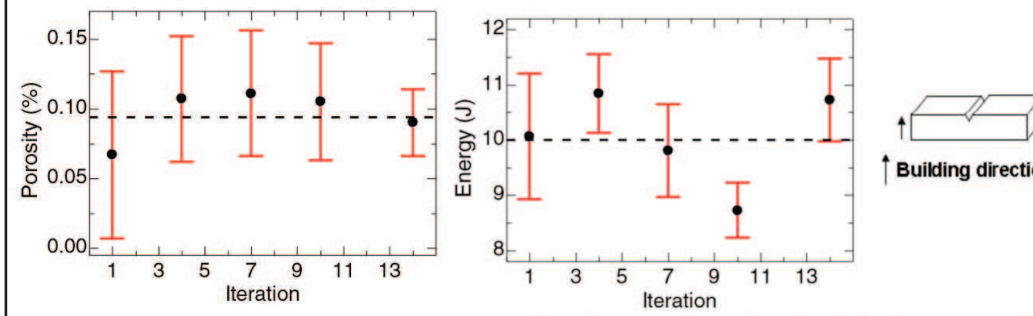 Porosity (%)
0.15
0.10
0.05
0.00
1 3 5 7 9 11 13
Iteration
Energy (J)
12
11
10
9
8
1 3 5 7 9 11 13
Iteration
Building